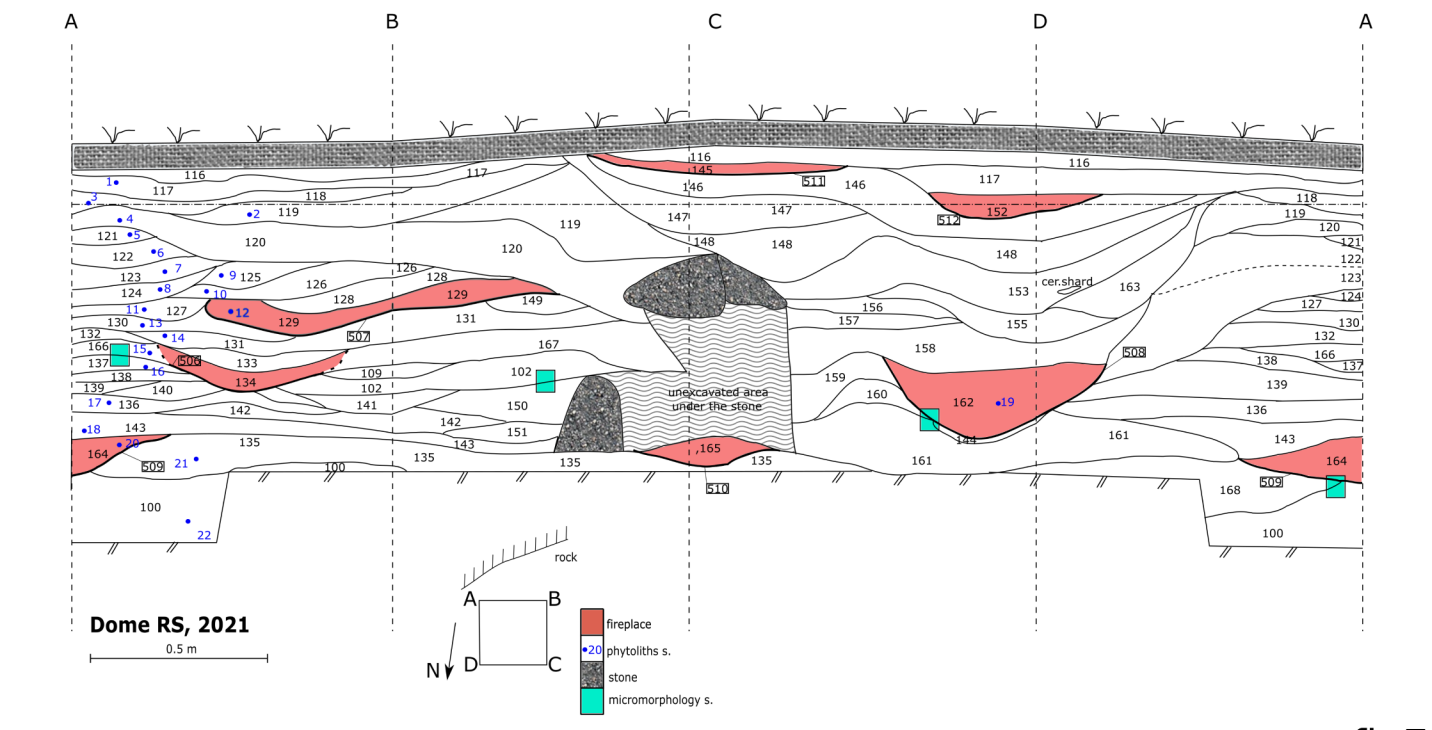 A B C D A
116
116 116
145
117 117 117
1 511
146 146
117 118 118
3
2 119 147 147 152 119
4 512
119 120
121 5
120 120 148 148 121
122 6 148 122
126
7
123 9 125 128 cer.shard 123
126
8 163
124 10 128 129 149 153 124
11 127 12 156 127
130 13 129 131 157 155 130
132 14 507 132
131 167 158 508
166 15 506 133 138 166
137 16 109 102 159 137
138 134 102 139
139 140 unexcavated area 160 162 19
17 136 142 141 150 under the stone 136
142
18 143 151 144 161 143
20 135 143 165
164 509 21 135 135 135 161 164
100 510 509 168
100
22 100
rock
A B
Dome RS, 2021
0.5 m
N D C
fireplace
20 phytoliths s.
stone
micromorphology s.